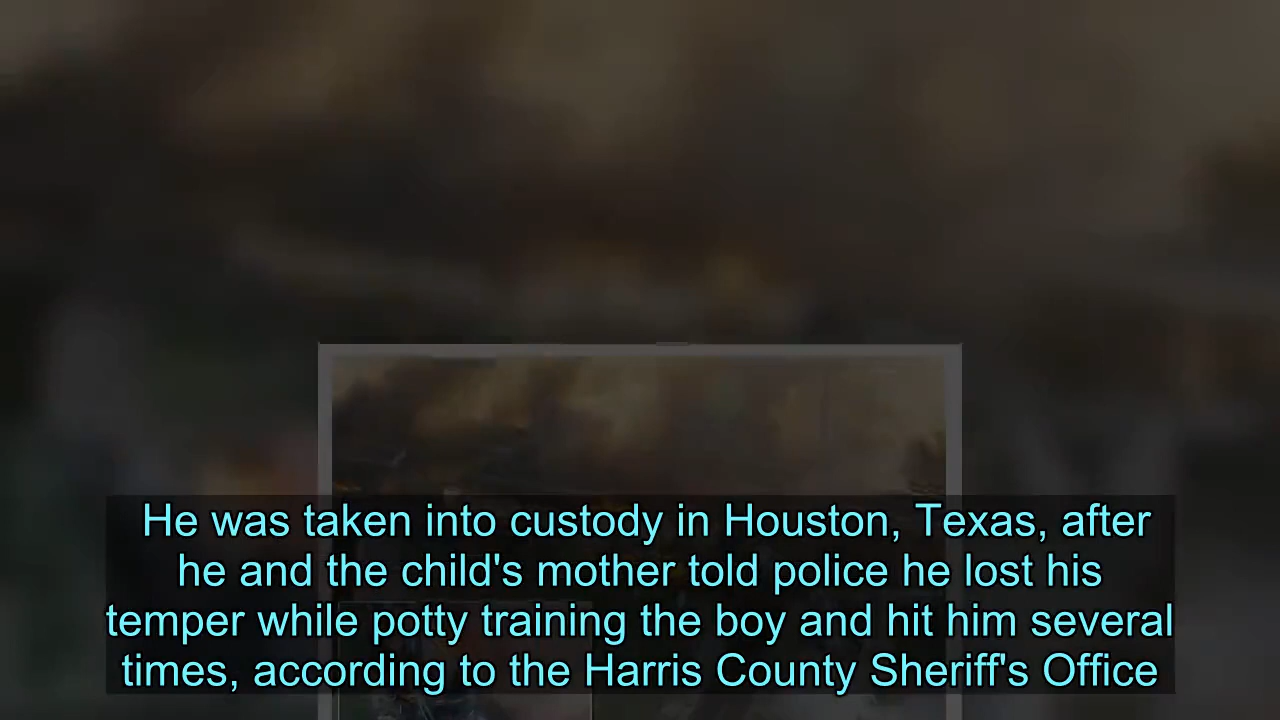 He was taken into custody in Houston, Texas, after
he and the child's mother told police he lost his
temper while potty training the boy and hit him several
times, according to the Harris County Sheriff's Office